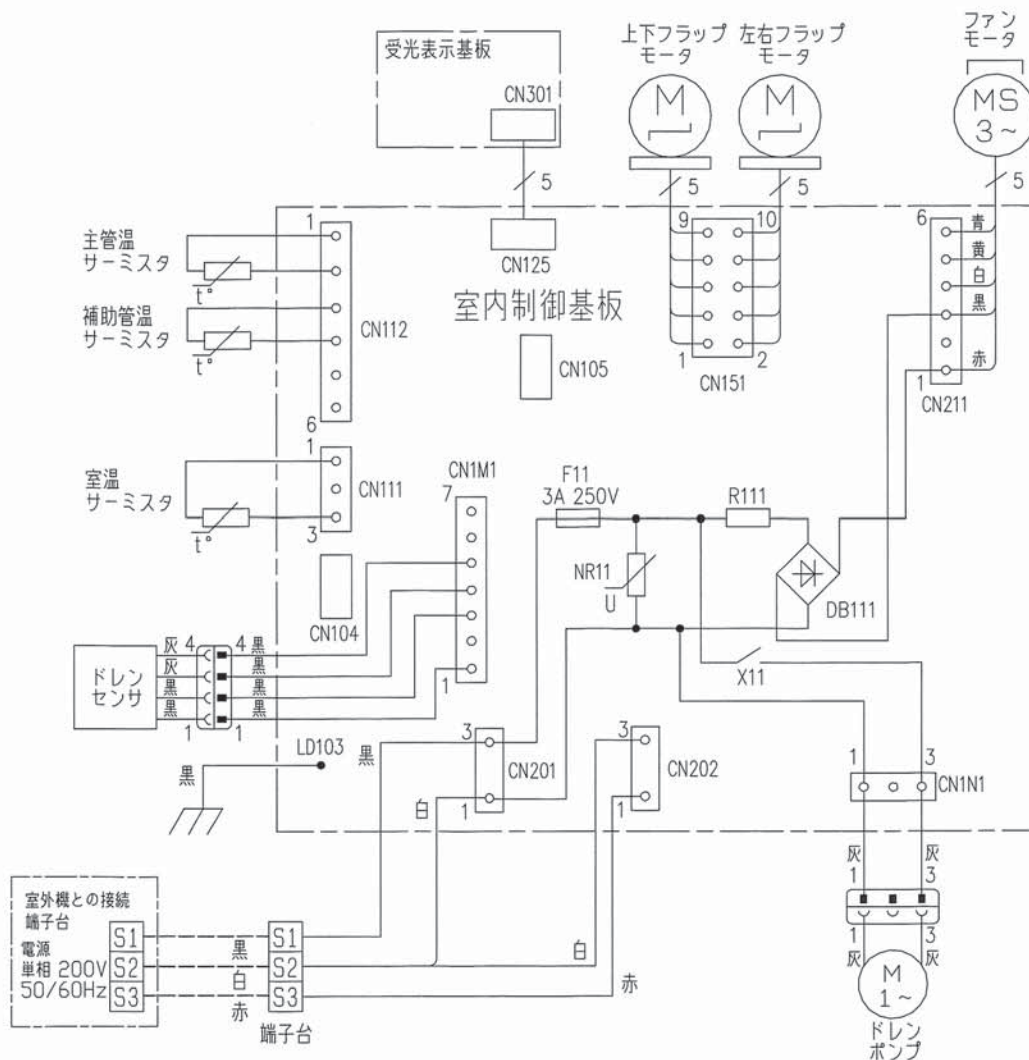 受光表示基板
CN301
5
CN125
上下フラップ
モータ
M
5
左右フラップ
モータ
M
5
ファン
モータ
MS
3～
5
主管温
サーミスタ
t°
補助管温
サーミスタ
t°
1
CN112
6
室内制御基板
CN105
9
10
1
2
CN151
6
青
黄
白
黒
赤
1
CN211
室温
サーミスタ
t°
1
CN111
3
CN104
CN1M1
7
1
F11
3A 250V
R111
NR11
U
DB111
X11
ドレン
センサ
灰
4
4
黒
灰
黒
黒
黒
黒
1
1
黒
LD103
黒
黒
3
CN201
白
1
3
CN202
1
1
3
CN1N1
灰
灰
1
3
1
3
灰
灰
M
1～
ドレン
ポンプ
室外機との接続
端子台
電源
単相 200V
50/60Hz
S1
S2
S3
黒
白
赤
S1
S2
S3
端子台
白
赤